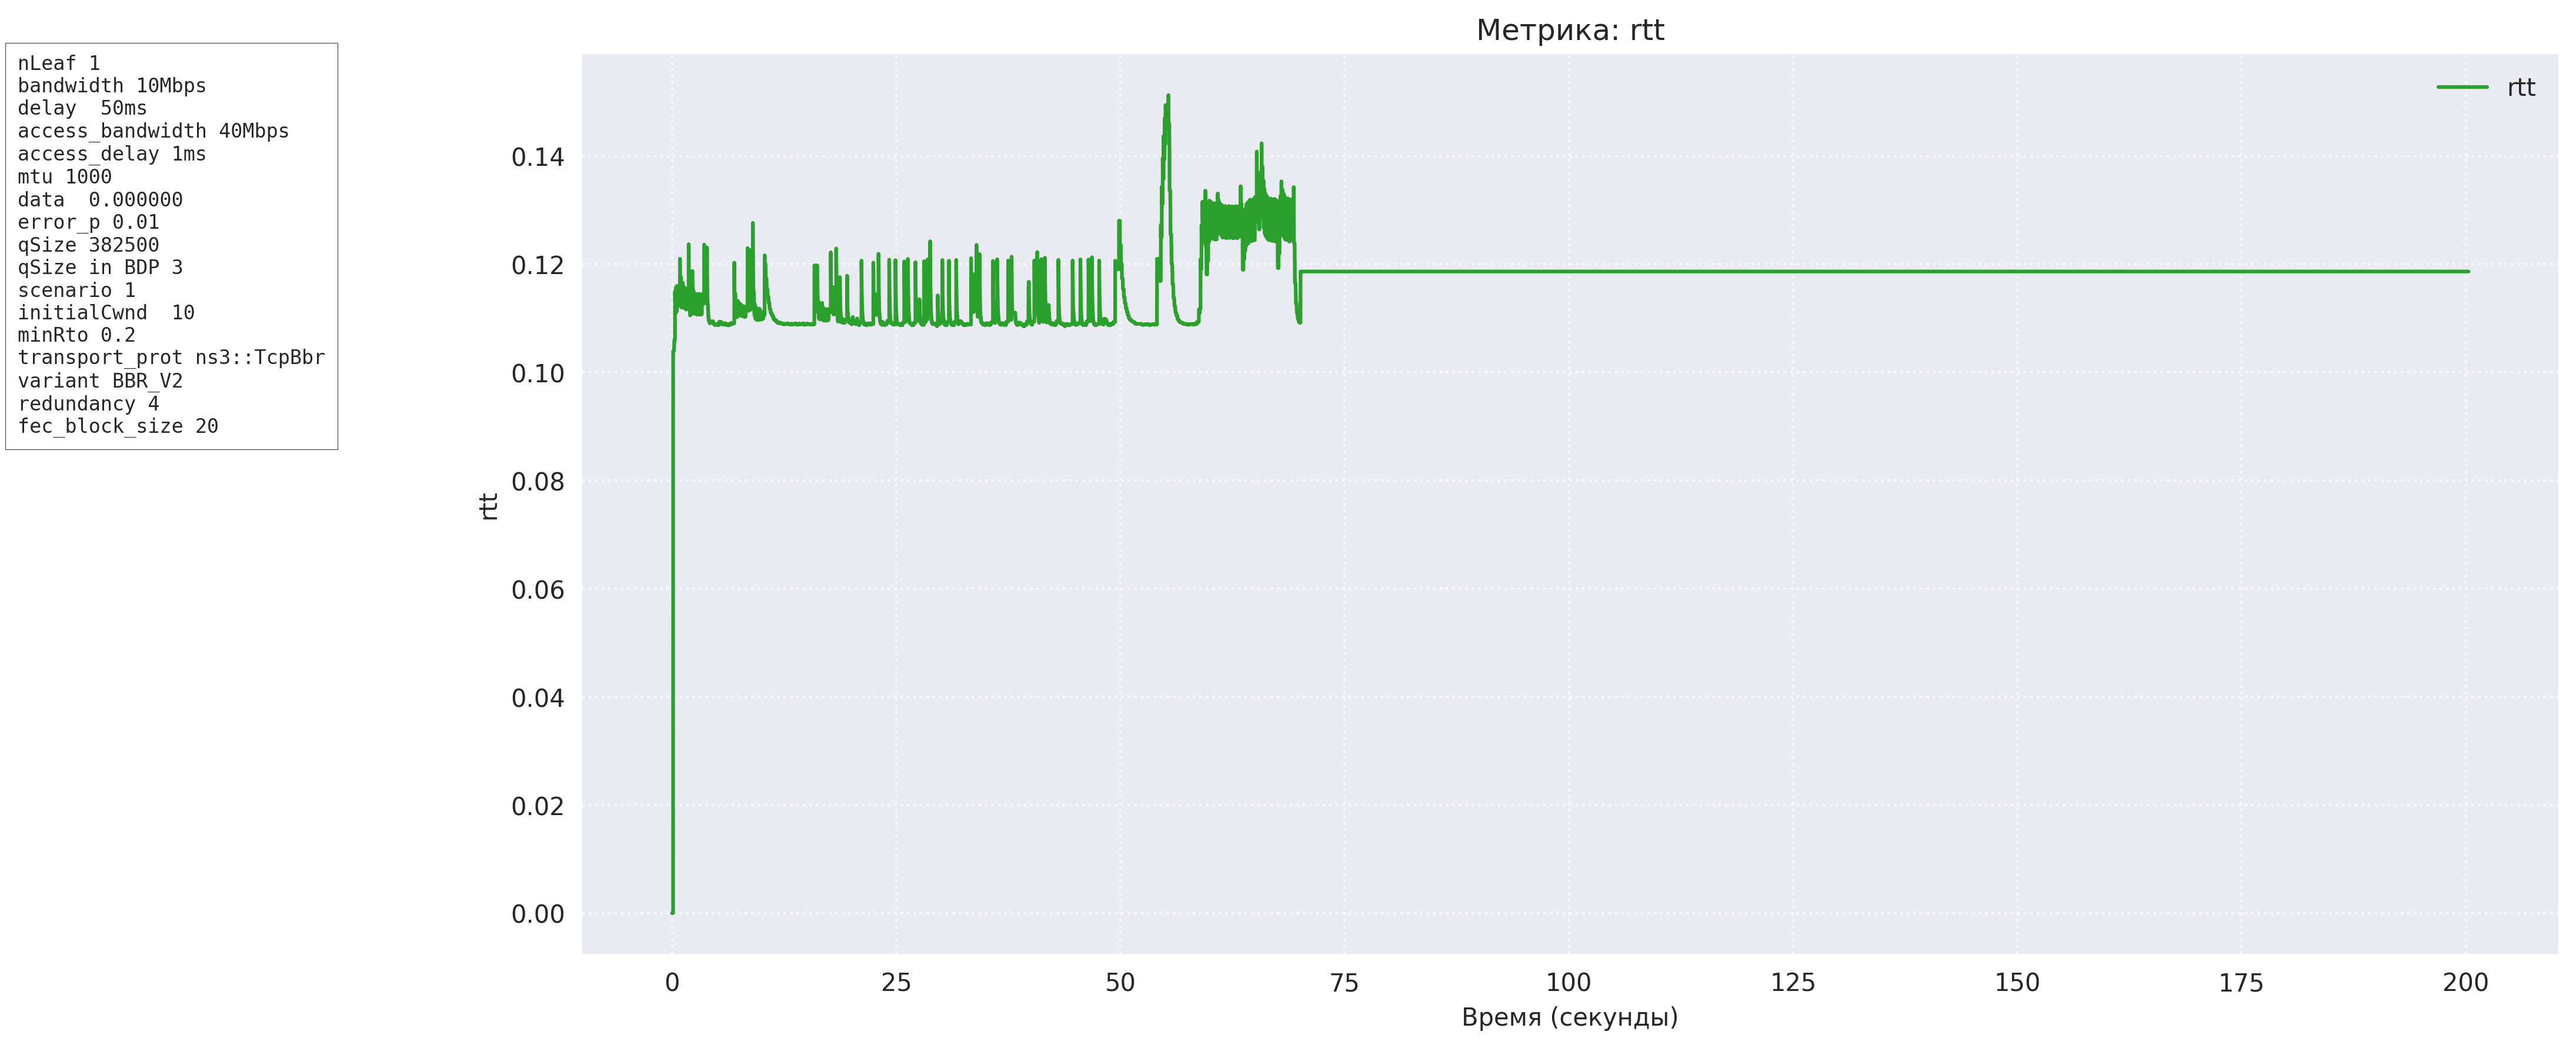 Метрика: rtt
nLeaf 1
bandwidth 10Mbps
delay  50ms
access_bandwidth 40Mbps
access_delay 1ms
mtu 1000
data  0.000000
error_p 0.01
qSize 382500
qSize in BDP 3
scenario 1
initialCwnd  10
minRto 0.2
transport_prot ns3::TcpBbr
variant BBR_V2
redundancy 4
fec_block_size 20
rtt
rtt
0.14
0.12
0.10
0.08
0.06
0.04
0.02
0.00
0 25 50 75 100 125 150 175 200
Время (секунды)